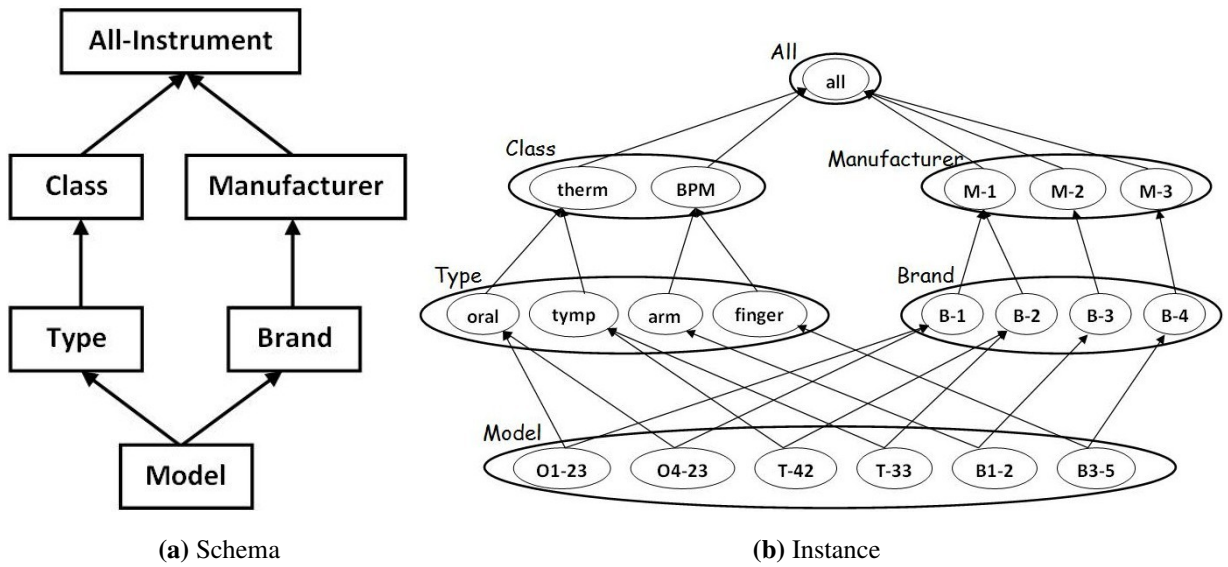 All-Instrument
Class
Manufacturer
Type
Brand
Model
(a) Schema
All
all
Class
therm
BPM
Manufacturer
M-1
M-2
M-3
Type
oral
tymp
arm
finger
Brand
B-1
B-2
B-3
B-4
Model
O1-23
O4-23
T-42
T-33
B1-2
B3-5
(b) Instance